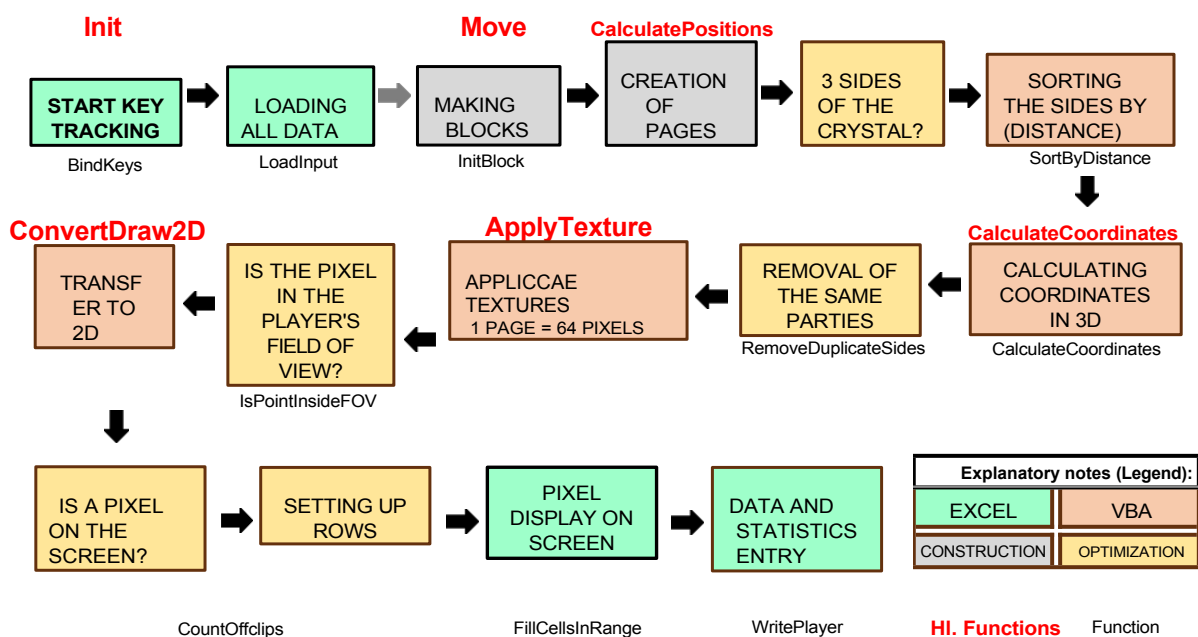 Init
Move
CalculatePositions
START KEY
TRACKING
LOADING
ALL DATA
MAKING
BLOCKS
CREATION
OF
PAGES
3 SIDES
OF THE
CRYSTAL?
SORTING
THE SIDES BY
(DISTANCE)
BindKeys
LoadInput
InitBlock
SortByDistance
ConvertDraw2D
ApplyTexture
CalculateCoordinates
TRANSF
ER TO
2D
IS THE PIXEL
IN THE
PLAYER'S
FIELD OF
VIEW?
APPLICCAE
TEXTURES
1 PAGE = 64 PIXELS
REMOVAL OF
THE SAME
PARTIES
CALCULATING
COORDINATES
IN 3D
IsPointInsideFOV
RemoveDuplicateSides
CalculateCoordinates
IS A PIXEL
ON THE
SCREEN?
SETTING UP
ROWS
PIXEL
DISPLAY ON
SCREEN
DATA AND
STATISTICS
ENTRY
Explanatory notes (Legend):
EXCEL
VBA
CONSTRUCTION
OPTIMIZATION
CountOffclips
FillCellsInRange
WritePlayer
Hl. Functions
Function